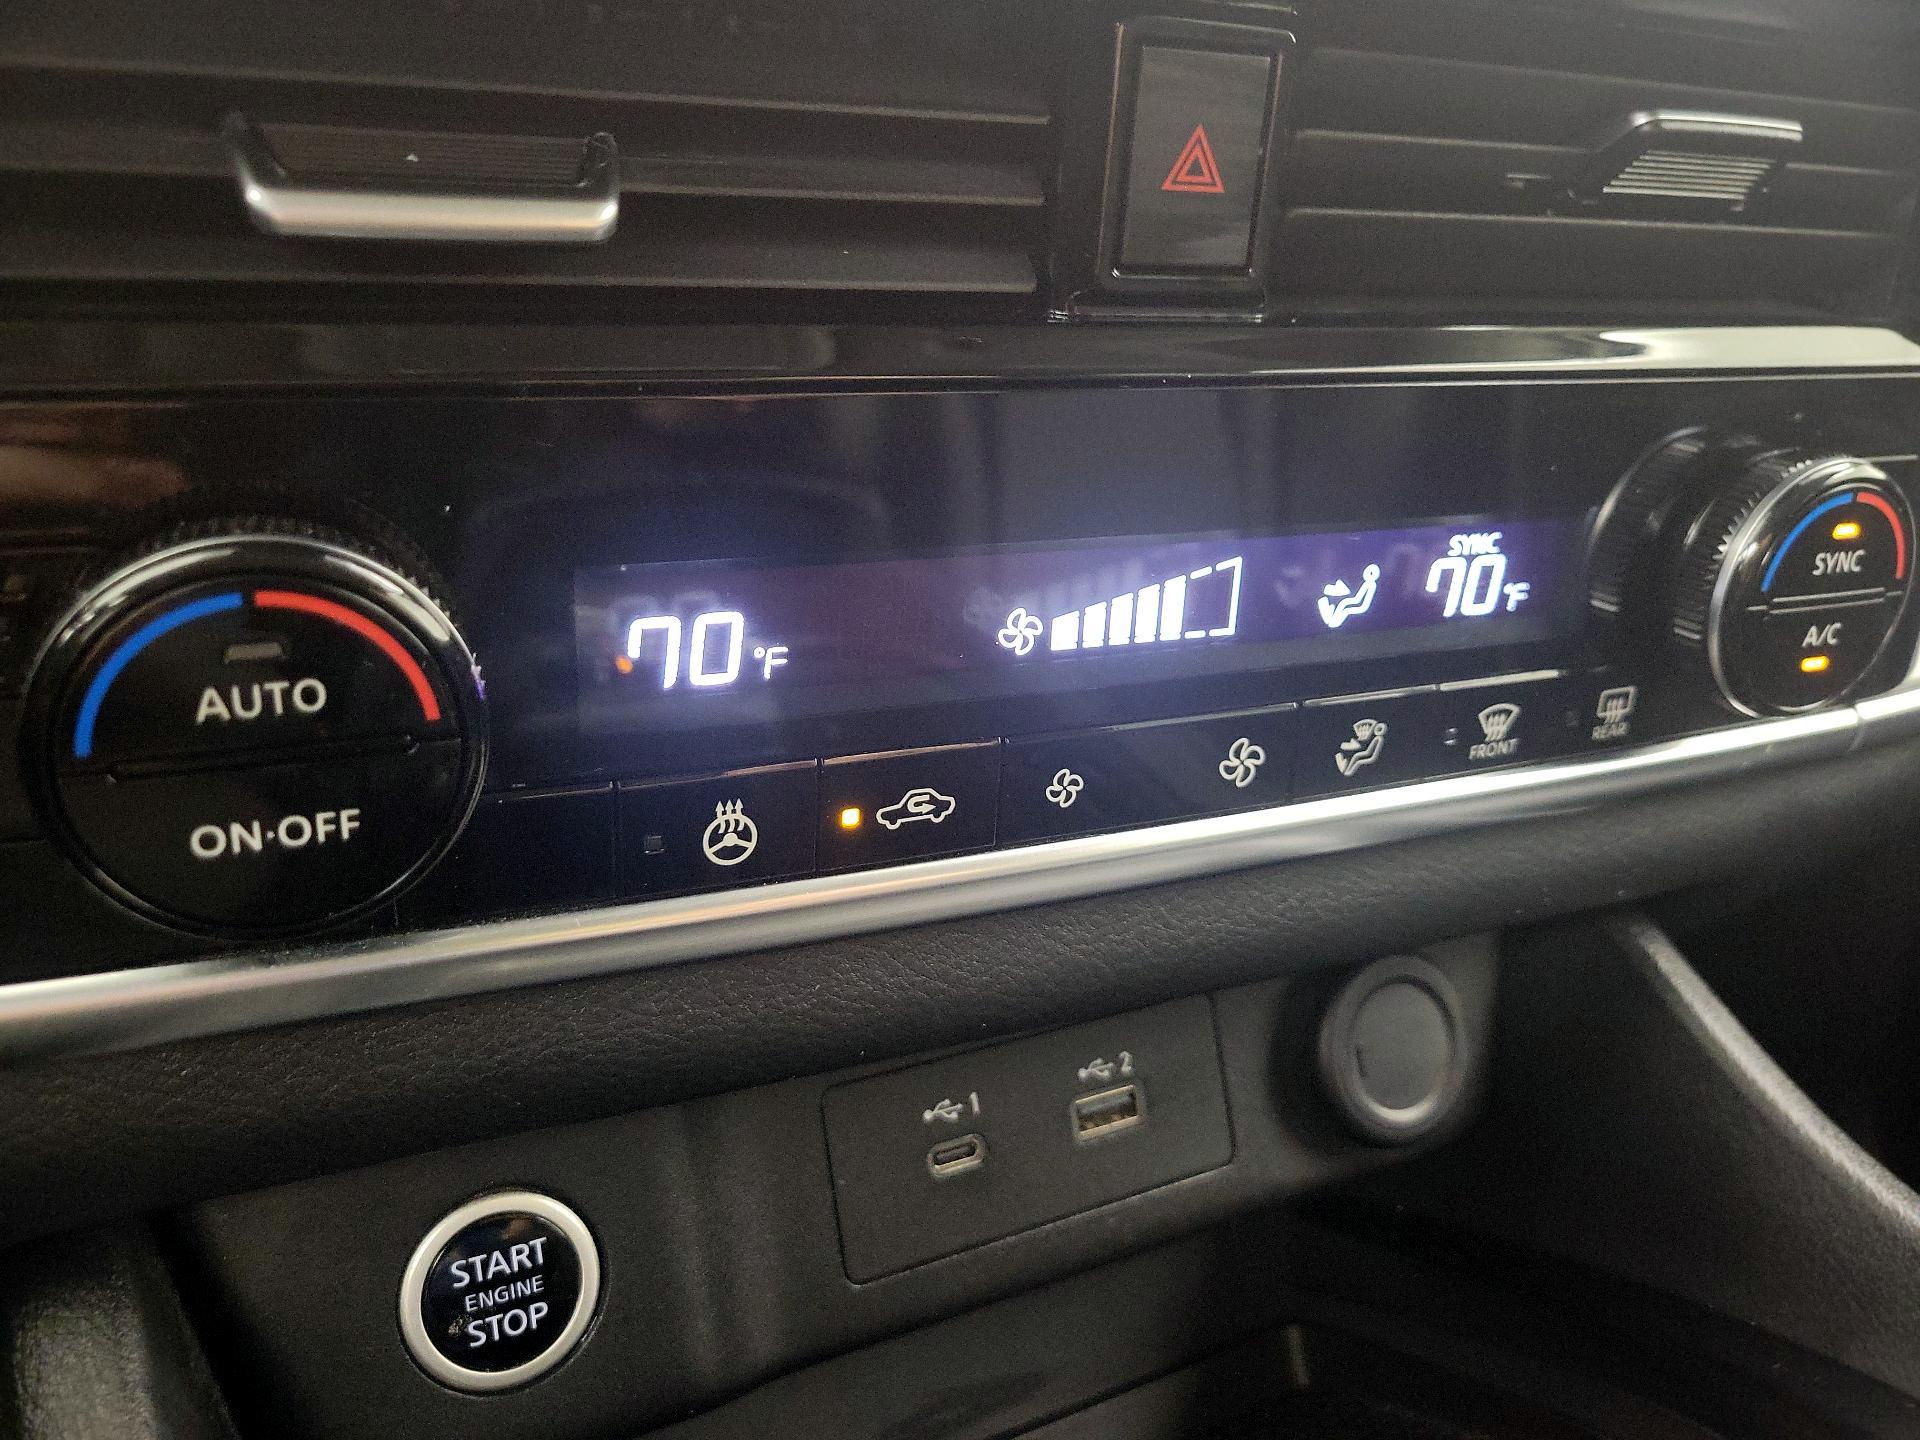 70°F
SYNC
70°F
AUTO
ON·OFF
FRONT
REAR
SYNC
A/C
1
2
START
ENGINE
STOP